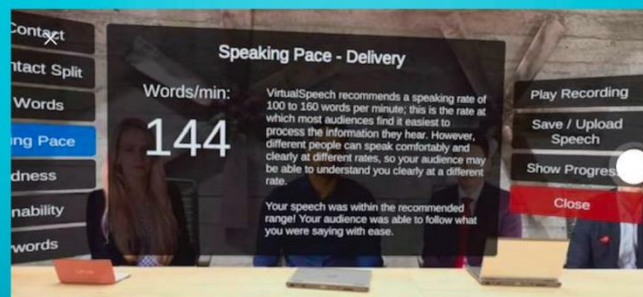 Contact
ntact Split
Words
ng Pace
dness
nability
words
Speaking Pace - Delivery
Words/min:
144
VirtualSpeech recommends a speaking rate of
100 to 160 words per minute; this is the rate at
which most audiences find it easiest to
process the information they hear. However,
different people can speak comfortably and
clearly at different rates, so your audience may
be able to understand you clearly at a different
rate.
Your speech was within the recommended
range! Your audience was able to follow what
you were saying with ease.
Play Recording
Save / Upload
Speech
Show Progress
Close